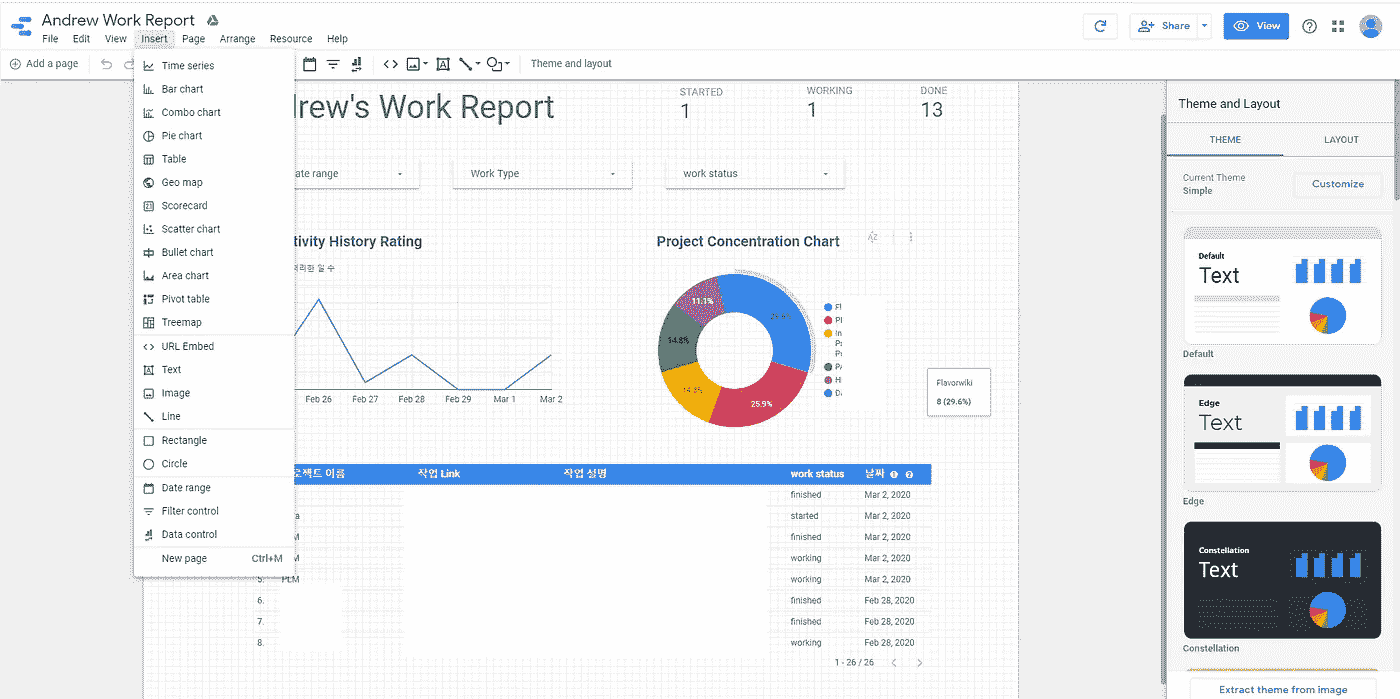 Andrew Work Report
File Edit View Insert Page Arrange Resource Help
Share
View
Add a page
Theme and layout
Time series
Bar chart
Combo chart
Pie chart
Table
Geo map
Scorecard
Scatter chart
Bullet chart
Area chart
Pivot table
Treemap
URL Embed
Text
Image
Line
Rectangle
Circle
Date range
Filter control
Data control
New page Ctrl+M
drew's Work Report
STARTED
1
WORKING
1
DONE
13
ate range
Work Type
work status
tivity History Rating
리한 일 수
Feb 26 Feb 27 Feb 28 Feb 29 Mar 1 Mar 2
Project Concentration Chart
11.1%
14.8%
25.9%
Fl
Pl
In
P
P
H
D
Flavorwiki
8 (29.6%)
로젝트 이름 작업 Link 작업 설명 work status 날짜
finished Mar 2, 2020
started Mar 2, 2020
finished Mar 2, 2020
working Mar 2, 2020
5. PLM working Mar 2, 2020
6. finished Feb 28, 2020
7. finished Feb 28, 2020
8. working Feb 28, 2020
1 - 26 / 26
Theme and Layout
THEME LAYOUT
Current Theme
Simple
Customize
Default
Text
Default
Edge
Text
Edge
Constellation
Text
Constellation
Extract theme from image